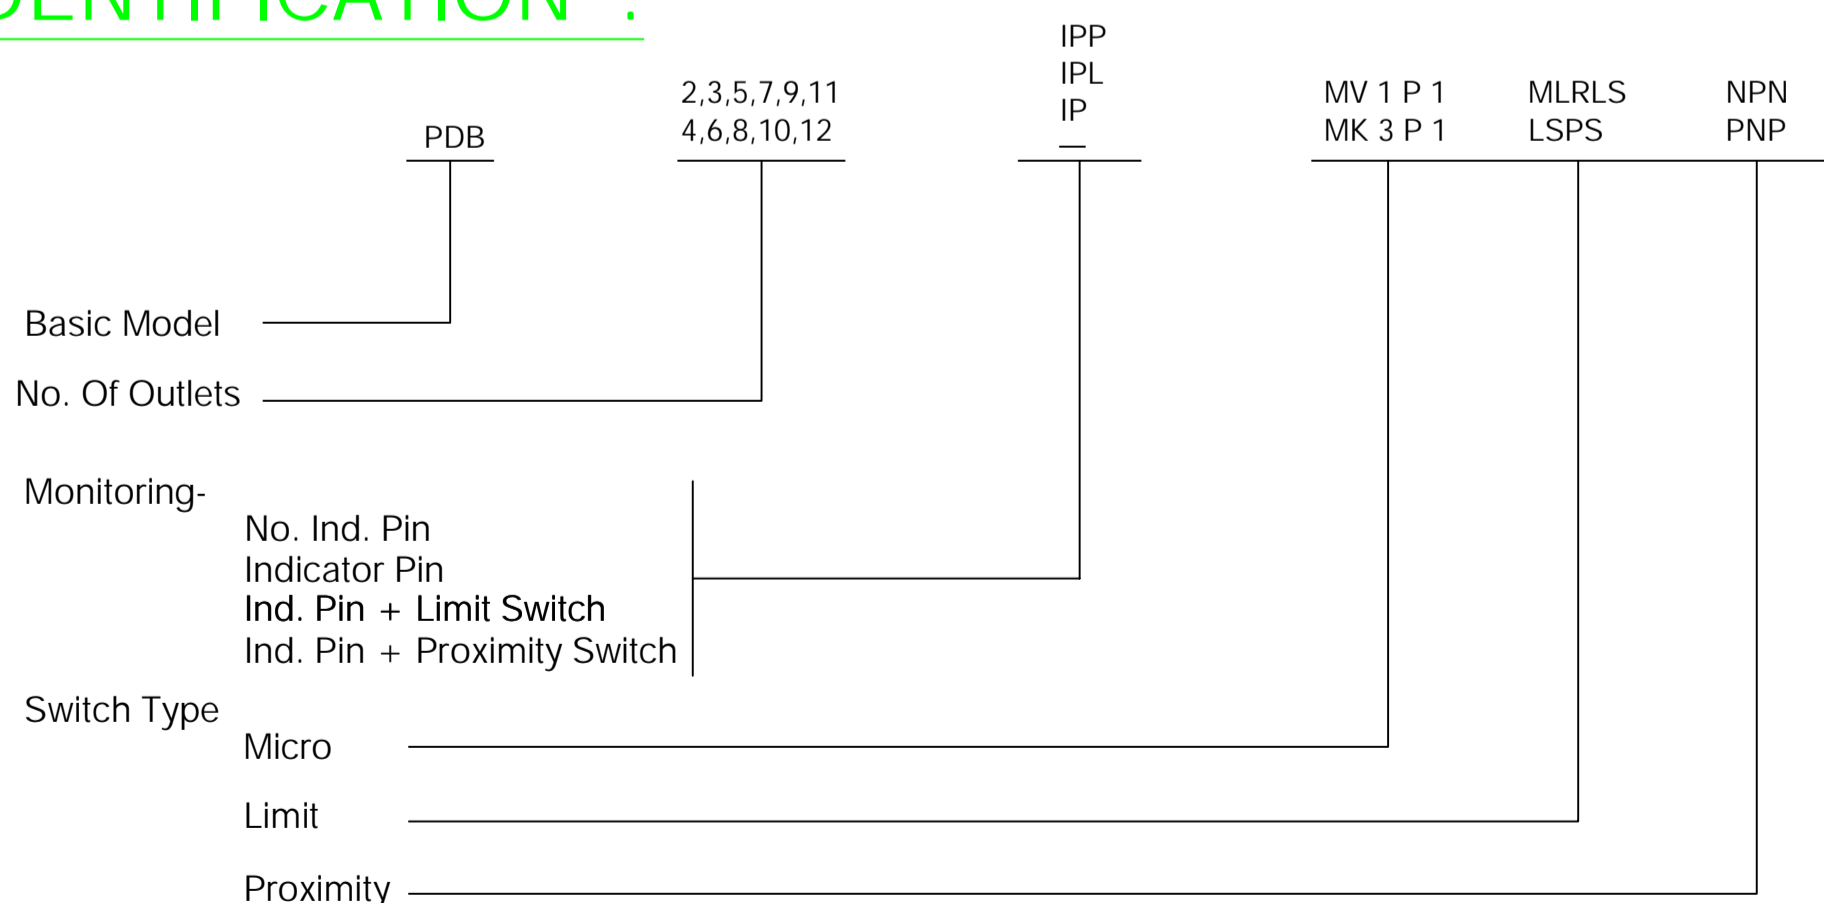 IDENTIFICATION :
IPP
IPL
IP
—
2,3,5,7,9,11
4,6,8,10,12
MV 1 P 1
MK 3 P 1
MLRLS
LSPS
NPN
PNP
PDB
Basic Model
No. Of Outlets
Monitoring-
No. Ind. Pin
Indicator Pin
Ind. Pin + Limit Switch
Ind. Pin + Proximity Switch
Switch Type
Micro
Limit
Proximity